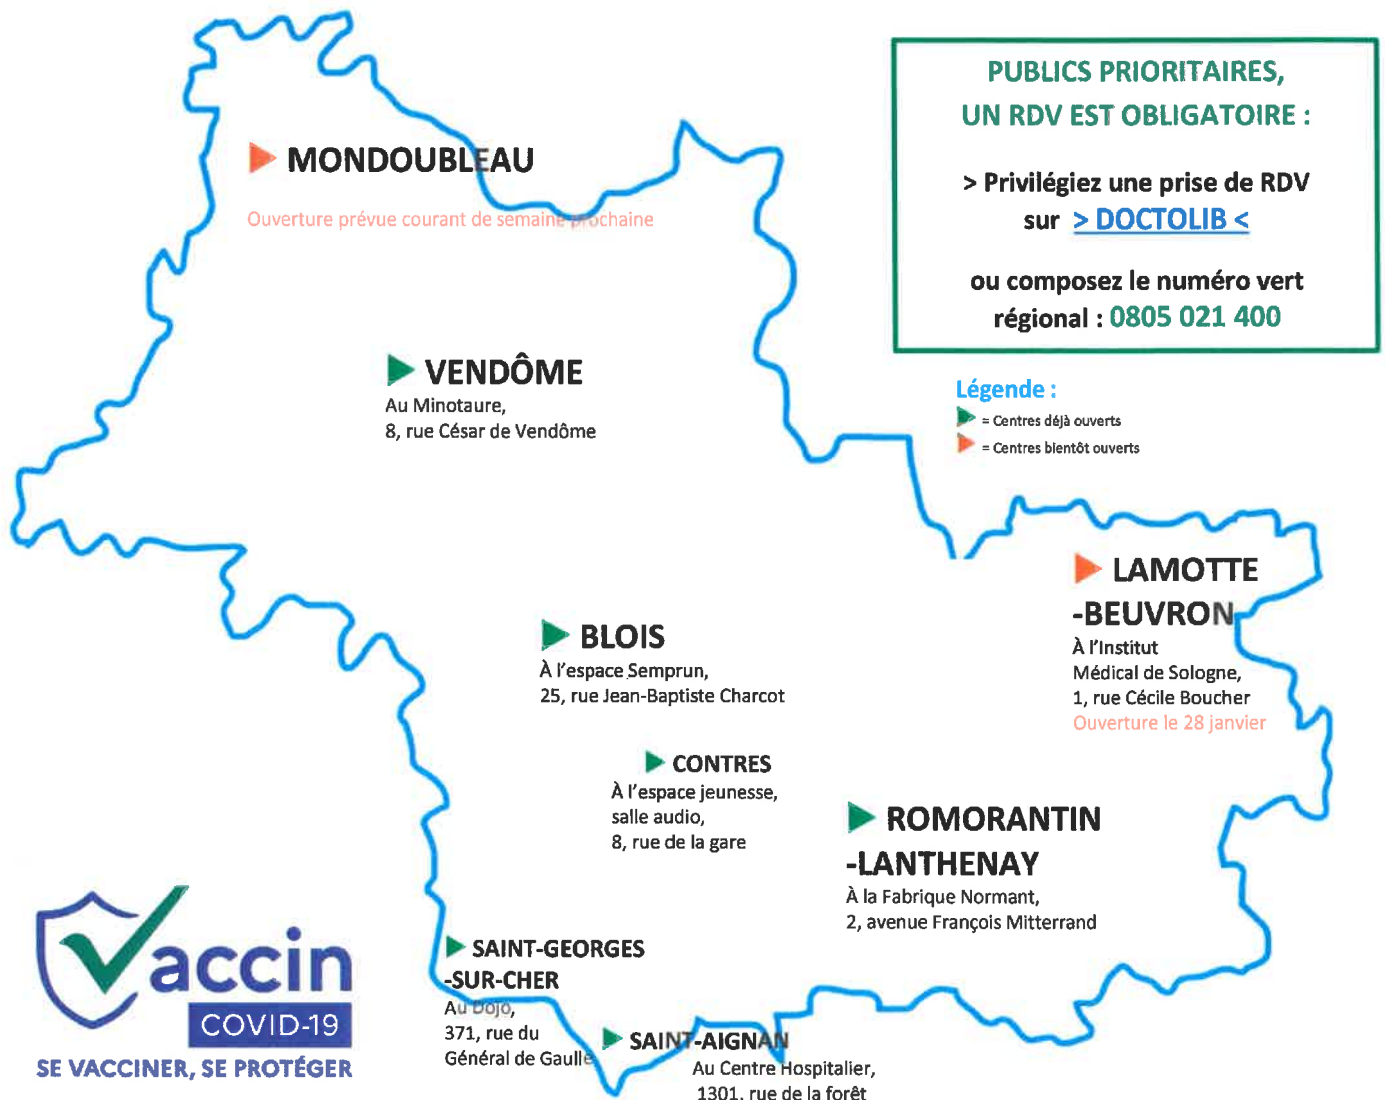 PUBLICS PRIORITAIRES,
UN RDV EST OBLIGATOIRE :
> Privilégiez une prise de RDV
sur > DOCTOLIB <
ou composez le numéro vert
régional : 0805 021 400
Légende :
= Centres déjà ouverts
= Centres bientôt ouverts
MONDOUBLEAU
Ouverture prévue courant de semaine prochaine
VENDÔME
Au Minotaure,
8, rue César de Vendôme
LAMOTTE
-BEUVRON
À l'Institut
Médical de Sologne,
1, rue Cécile Boucher
Ouverture le 28 janvier
BLOIS
À l'espace Semprun,
25, rue Jean-Baptiste Charcot
CONTRES
À l'espace jeunesse,
salle audio,
8, rue de la gare
ROMORANTIN
-LANTHENAY
À la Fabrique Normant,
2, avenue François Mitterrand
SAINT-GEORGES
-SUR-CHER
Au Dojo,
371, rue du
Général de Gaulle
SAINT-AIGNAN
Au Centre Hospitalier,
1301, rue de la forêt
Vaccin
COVID-19
SE VACCINER, SE PROTÉGER